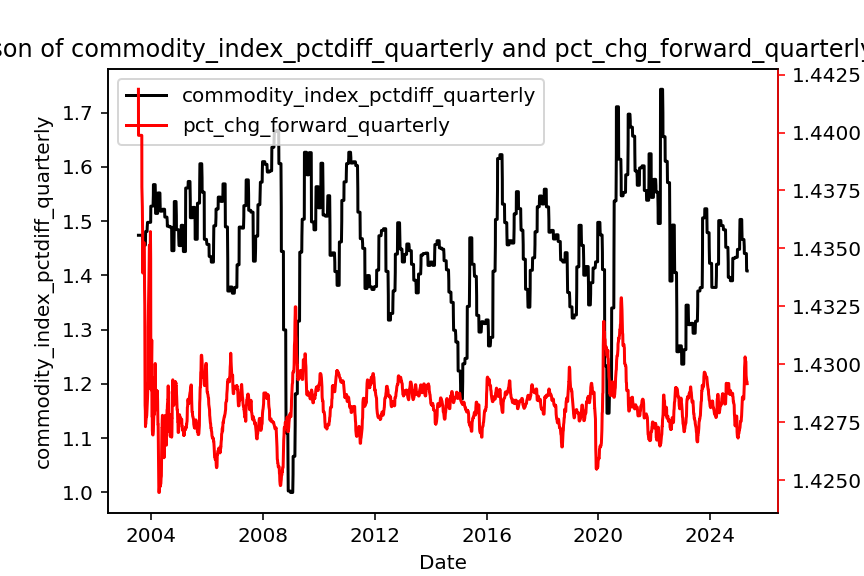 son of commodity_index_pctdiff_quarterly and pct_chg_forward_quarterly
commodity_index_pctdiff_quarterly
pct_chg_forward_quarterly
commodity_index_pctdiff_quarterly
1.7
1.6
1.5
1.4
1.3
1.2
1.1
1.0
1.4425
1.4400
1.4375
1.4350
1.4325
1.4300
1.4275
1.4250
2004 2008 2012 2016 2020 2024
Date